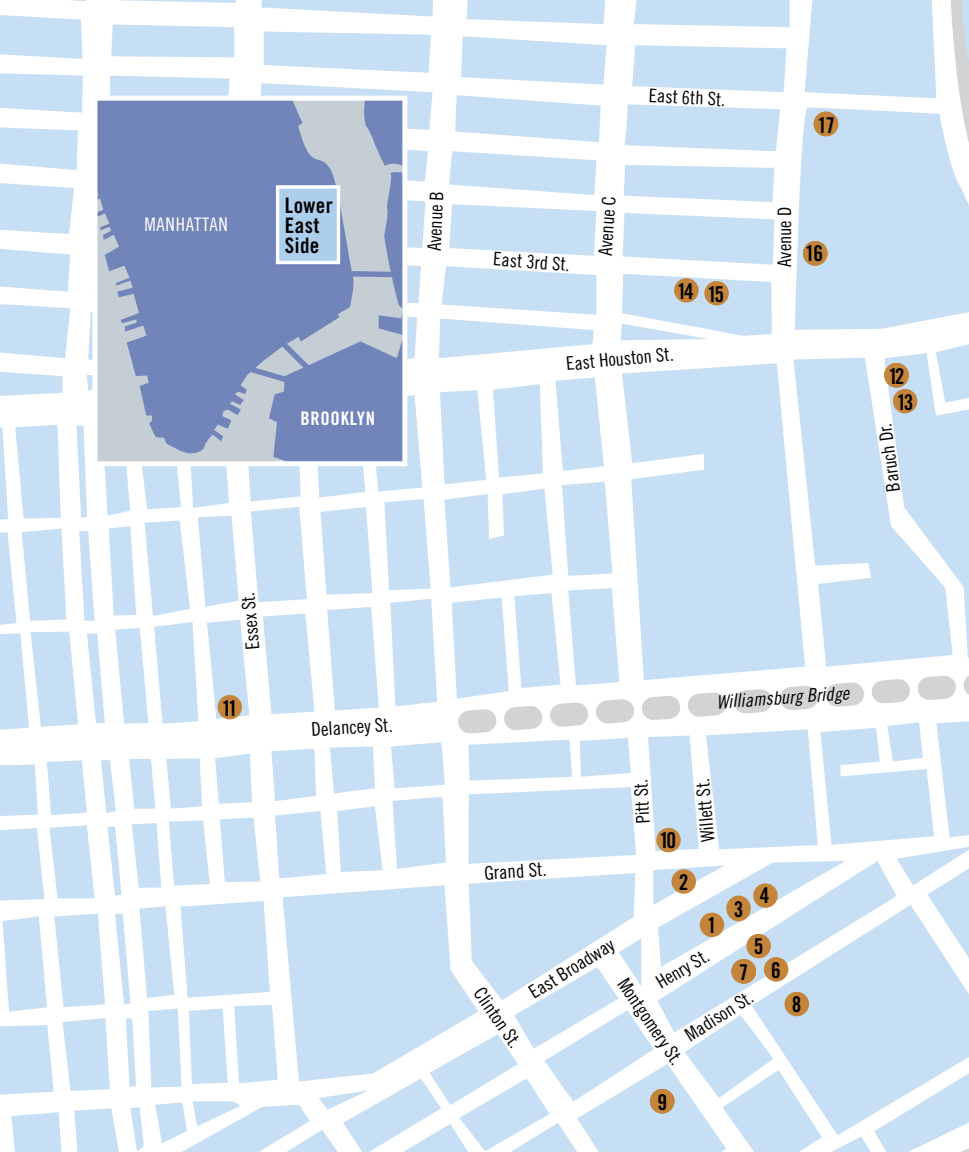 East 6th St.
17
MANHATTAN
Lower
East
Side
Avenue B
Avenue C
Avenue D
16
East 3rd St.
14
15
East Houston St.
12
13
BROOKLYN
Baruch Dr.
Essex St.
11
Delancey St.
Williamsburg Bridge
Pitt St.
Willett St.
10
Grand St.
2
4
3
1
East Broadway
5
Henry St.
7
6
Clinton St.
Montgomery St.
Madison St.
8
9